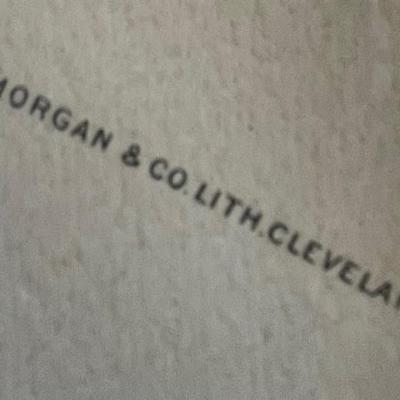 MORGAN & CO. LITH. CLEVELA